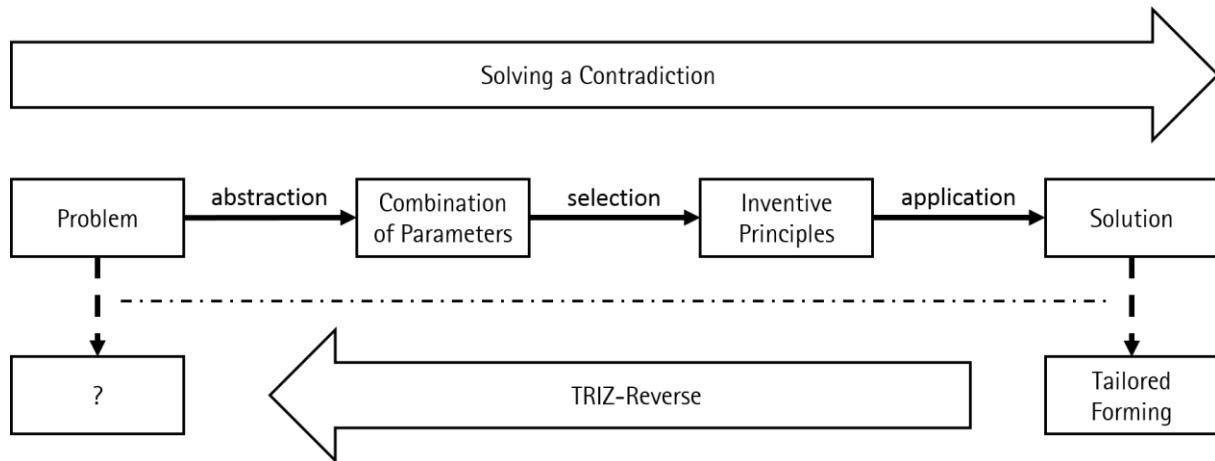 Solving a Contradiction
abstraction
selection
application
Problem
Combination
of Parameters
Inventive
Principles
Solution
?
TRIZ-Reverse
Tailored
Forming